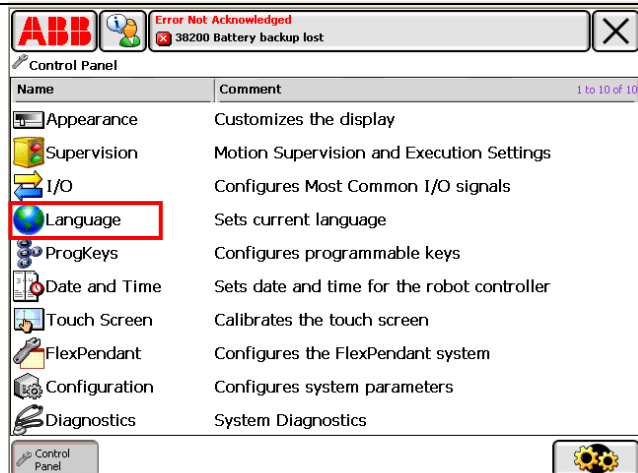 ABB
Error Not Acknowledged
38200 Battery backup lost
Control Panel
Name Comment 1 to 10 of 10
Appearance Customizes the display
Supervision Motion Supervision and Execution Settings
I/O Configures Most Common I/O signals
Language Sets current language
ProgKeys Configures programmable keys
Date and Time Sets date and time for the robot controller
Touch Screen Calibrates the touch screen
FlexPendant Configures the FlexPendant system
Configuration Configures system parameters
Diagnostics System Diagnostics
Control
Panel